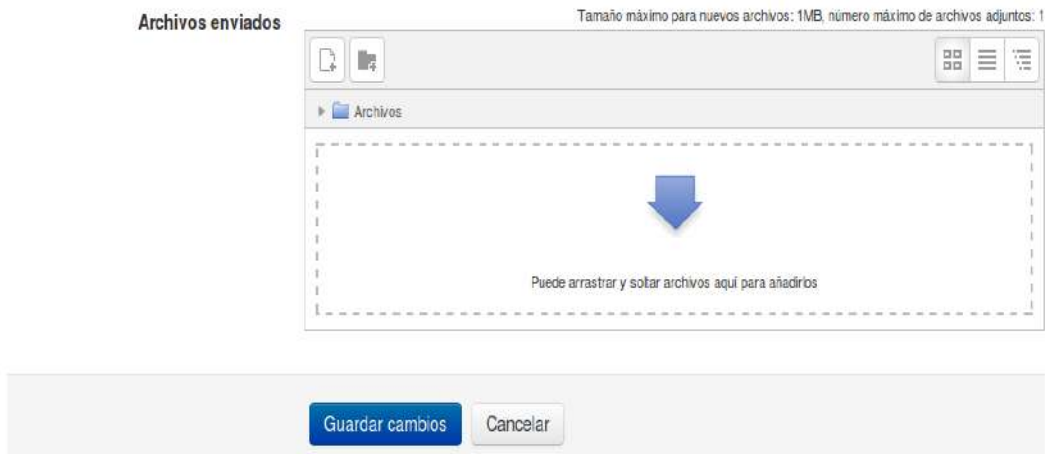 Archivos enviados
Tamaño máximo para nuevos archivos: 1MB, número máximo de archivos adjuntos: 1
Archivos
Puede arrastrar y soltar archivos aquí para añadirlos
Guardar cambios
Cancelar